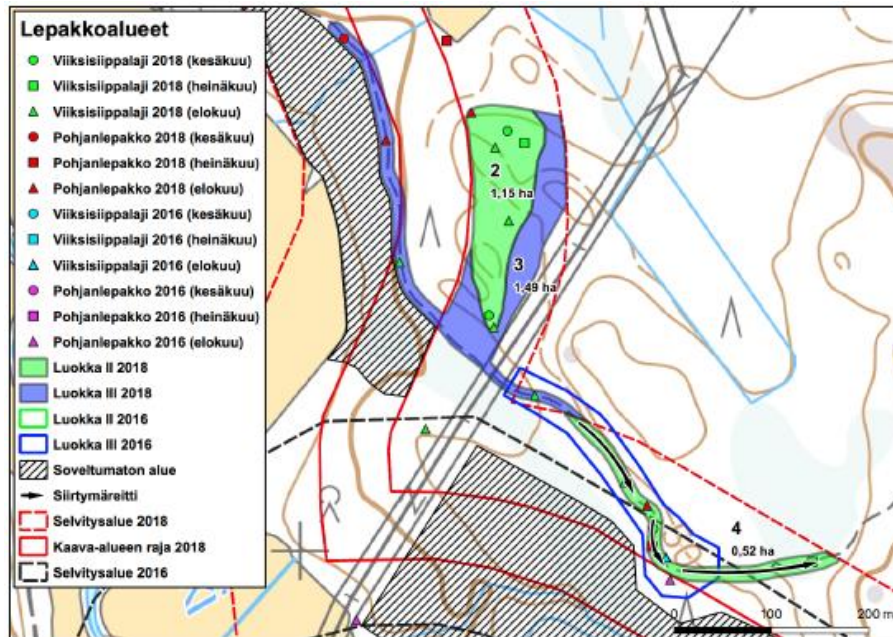 Lepakkoalueet
Viiksisiippalaji 2018 (kesäkuu)
Viiksisiippalaji 2018 (heinäkuu)
Viiksisiippalaji 2018 (elokuu)
Pohjanlepakko 2018 (kesäkuu)
Pohjanlepakko 2018 (heinäkuu)
Pohjanlepakko 2018 (elokuu)
Viiksisiippalaji 2016 (kesäkuu)
Viiksisiippalaji 2016 (heinäkuu)
Viiksisiippalaji 2016 (elokuu)
Pohjanlepakko 2016 (kesäkuu)
Pohjanlepakko 2016 (heinäkuu)
Pohjanlepakko 2016 (elokuu)
Luokka II 2018
Luokka III 2018
Luokka II 2016
Luokka III 2016
Soveltumaton alue
Siirtymäreitti
Selvitysalue 2018
Kaava-alueen raja 2018
Selvitysalue 2016
2
1,15 ha
3
1,49 ha
4
0,52 ha
0 100 200 m